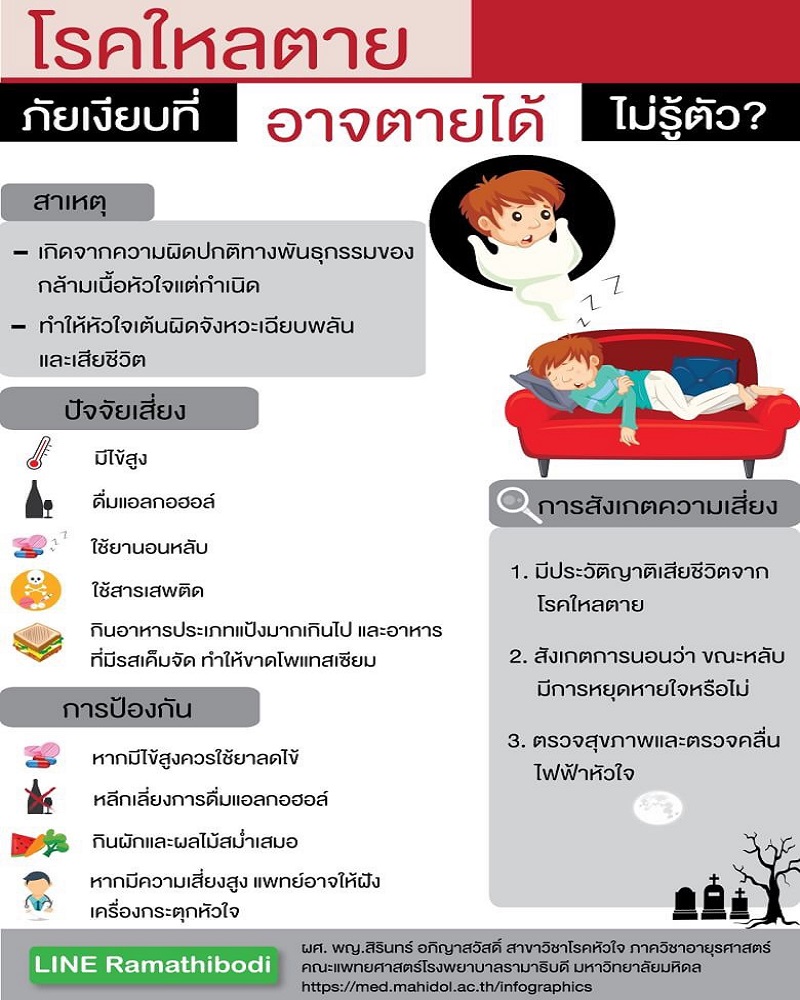 โรคใหลตาย
ภัยเงียบที่ อาจตายได้ ไม่รู้ตัว?
สาเหตุ
– เกิดจากความผิดปกติทางพันธุกรรมของ
กล้ามเนื้อหัวใจแต่กำเนิด
– ทำให้หัวใจเต้นผิดจังหวะเฉียบพลัน
และเสียชีวิต
z z z
ปัจจัยเสี่ยง
มีไข้สูง
ดื่มแอลกอฮอล์
z z z
ใช้ยานอนหลับ
ใช้สารเสพติด
กินอาหารประเภทแป้งมากเกินไป และอาหาร
ที่มีรสเค็มจัด ทำให้ขาดโพแทสเซียม
การป้องกัน
หากมีไข้สูงควรใช้ยาลดไข้
หลีกเลี่ยงการดื่มแอลกอฮอล์
กินผักและผลไม้สม่ำเสมอ
หากมีความเสี่ยงสูง แพทย์อาจให้ฝัง
เครื่องกระตุกหัวใจ
การสังเกตความเสี่ยง
1. มีประวัติญาติเสียชีวิตจาก
โรคใหลตาย
2. สังเกตการนอนว่า ขณะหลับ
มีการหยุดหายใจหรือไม่
3. ตรวจสุขภาพและตรวจคลื่น
ไฟฟ้าหัวใจ
LINE Ramathibodi
ผศ. พญ.สิรินทร์ อภิญาสวัสดิ์ สาขาวิชาโรคหัวใจ ภาควิชาอายุรศาสตร์
คณะแพทยศาสตร์โรงพยาบาลรามาธิบดี มหาวิทยาลัยมหิดล
https://med.mahidol.ac.th/infographics